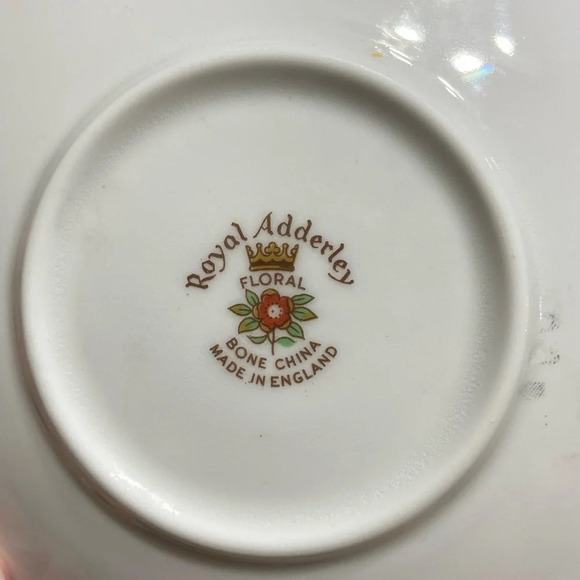 Royal Adderley
FLORAL
BONE CHINA
MADE IN ENGLAND